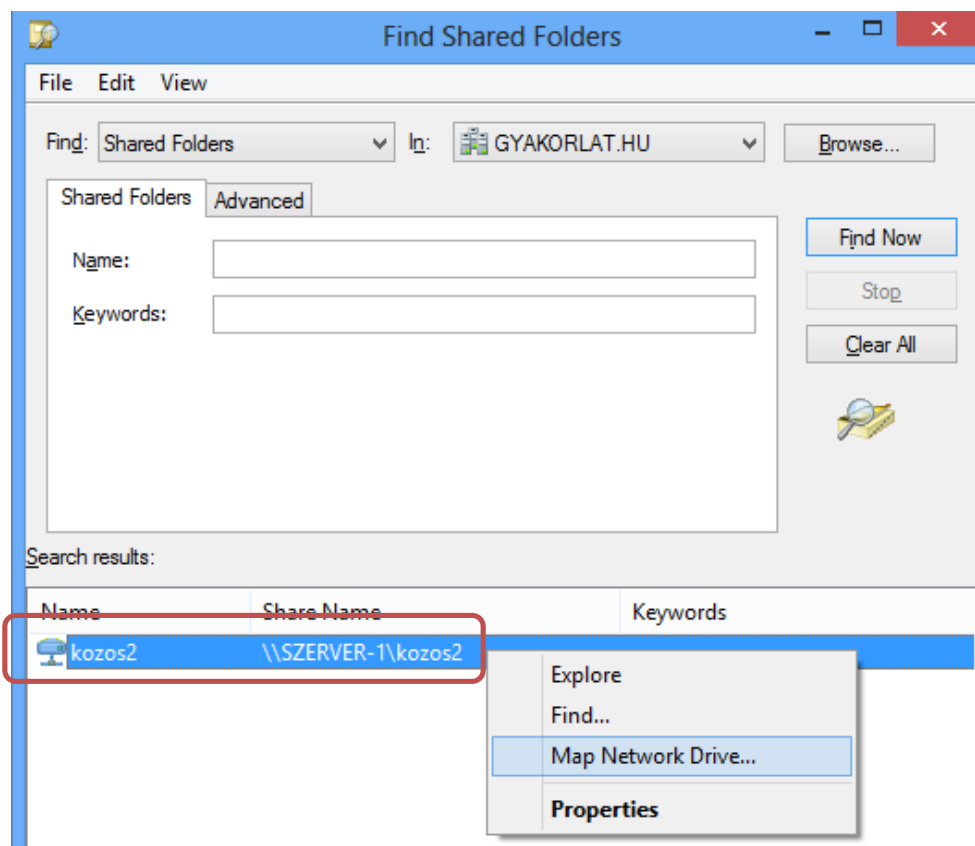 Find Shared Folders
File Edit View
Find: Shared Folders In: GYAKORLAT.HU Browse...
Shared Folders Advanced
Name:
Keywords:
Find Now
Stop
Clear All
Search results:
Name Share Name Keywords
kozos2 \\SZERVER-1\kozos2
Explore
Find...
Map Network Drive...
Properties